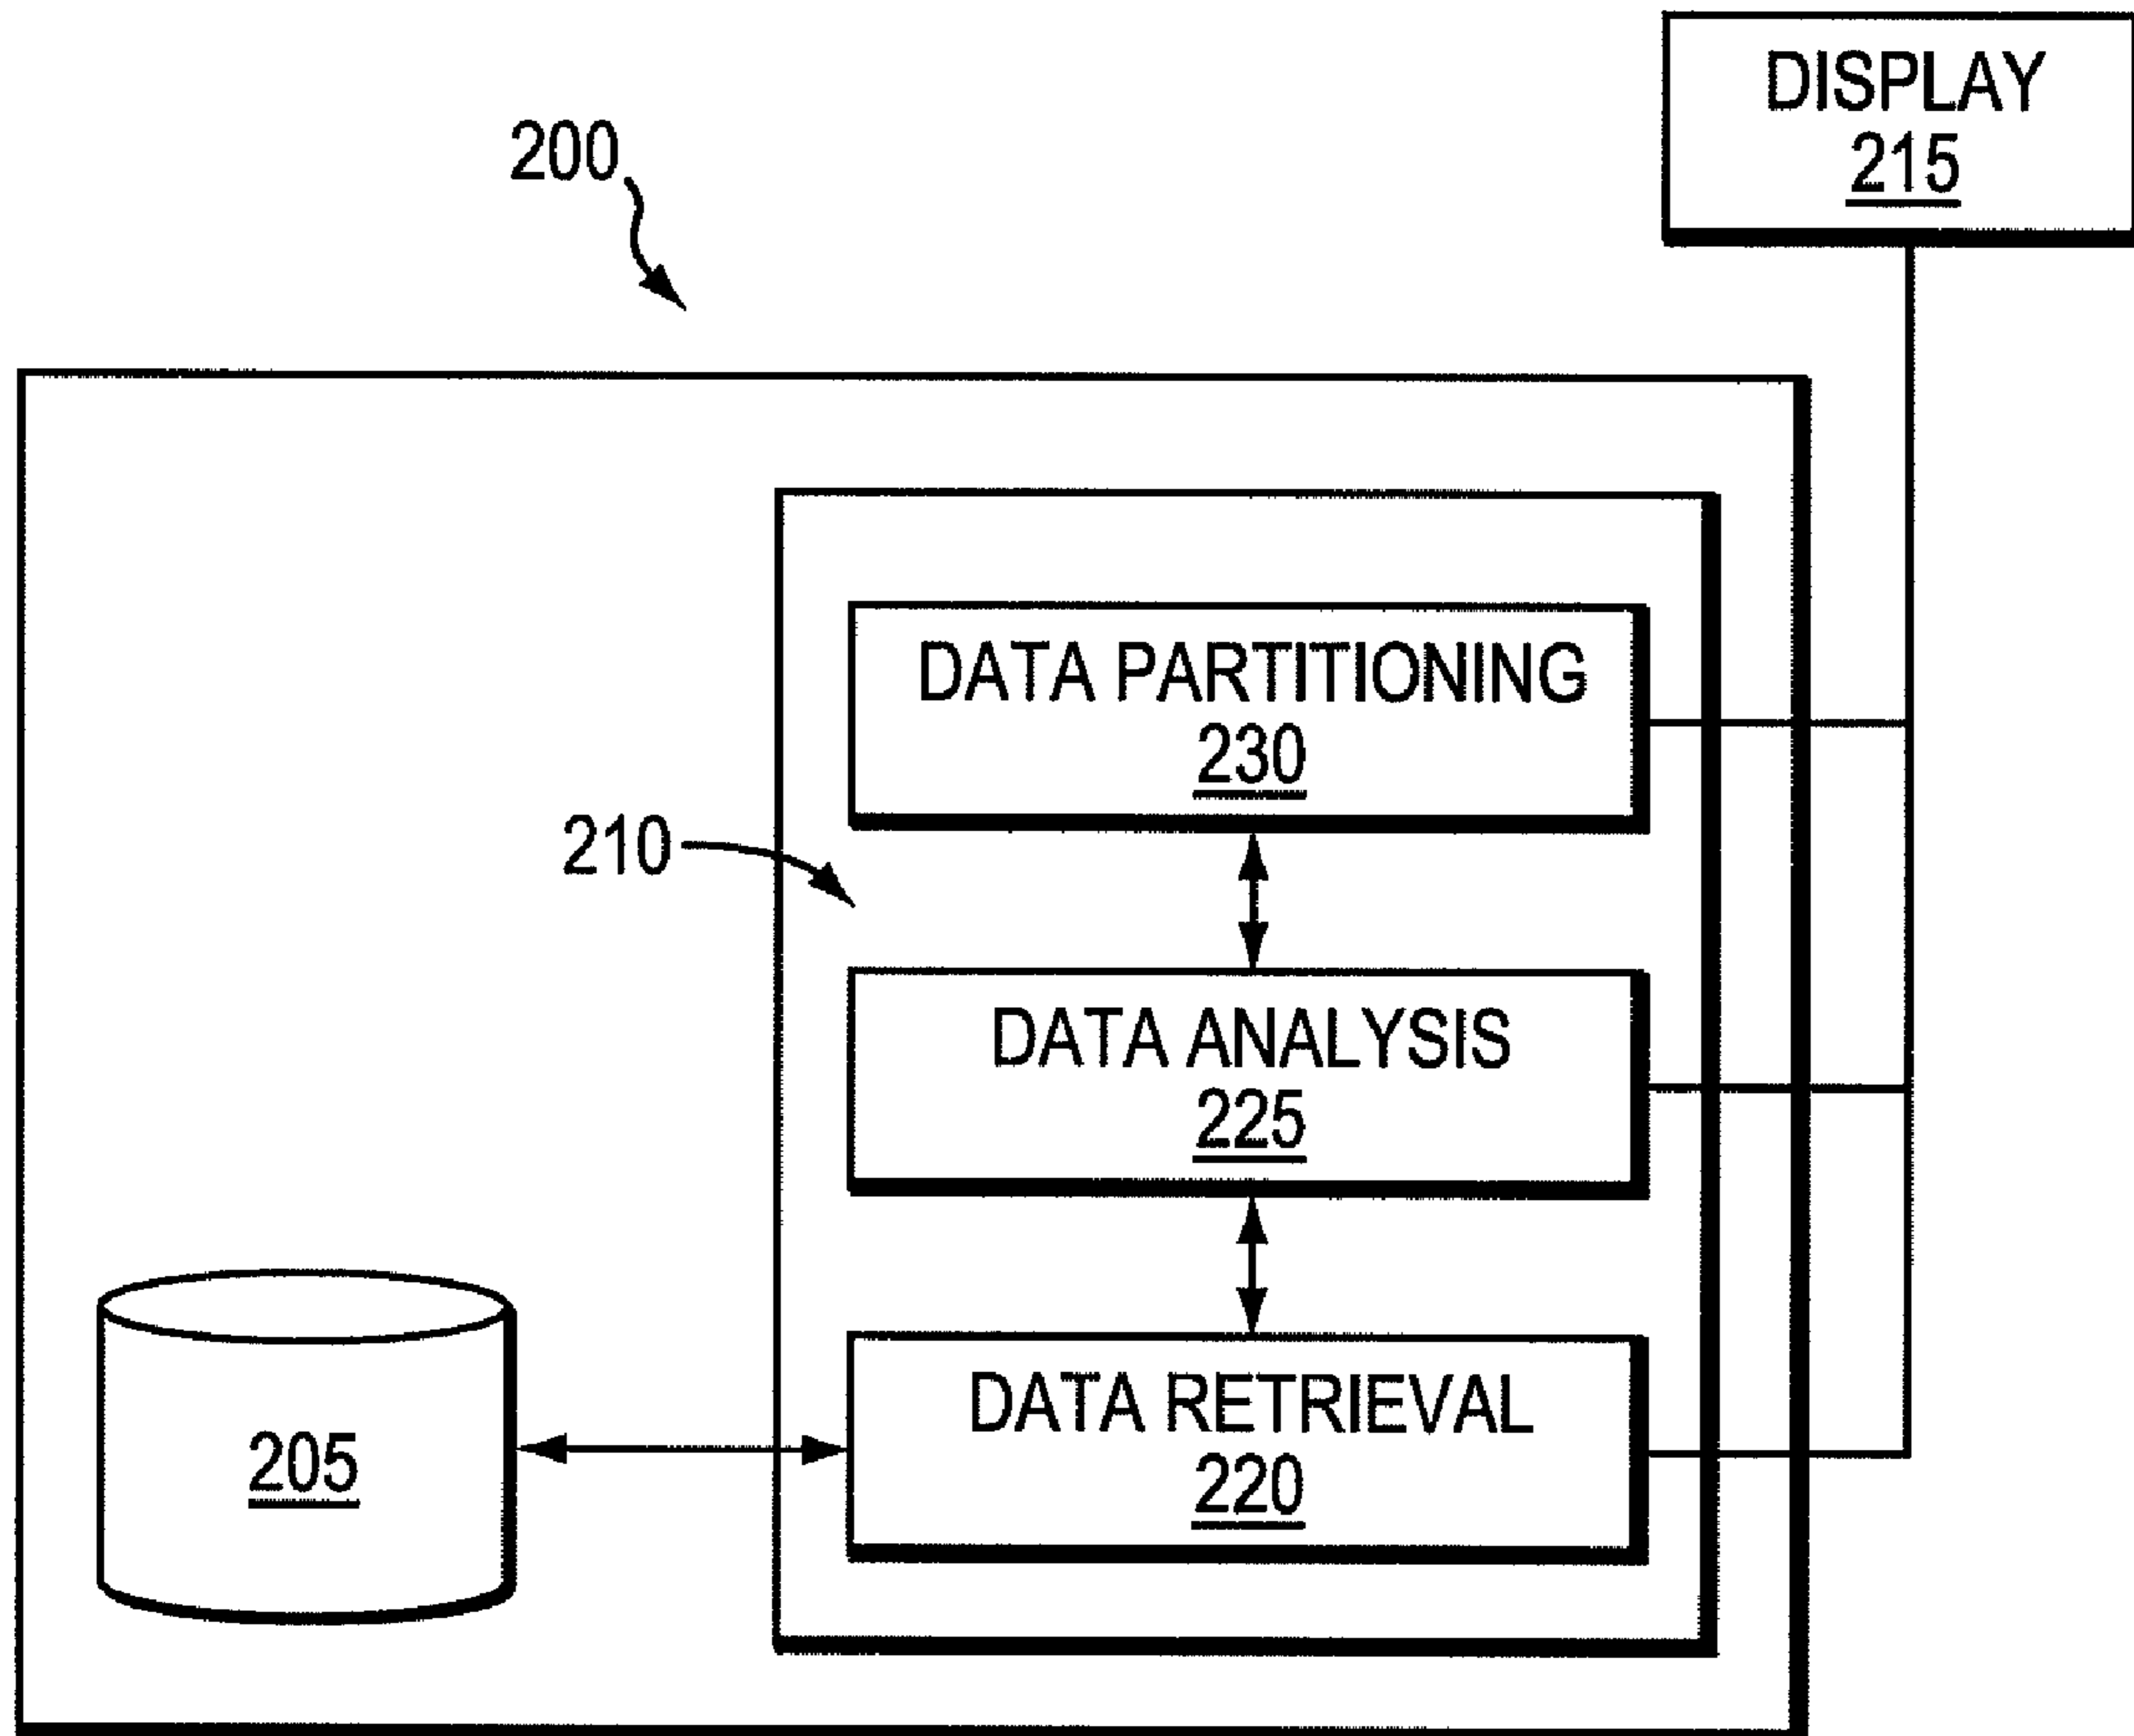 DISPLAY
215
200
DATA PARTITIONING
230
210
DATA ANALYSIS
225
DATA RETRIEVAL
220
205